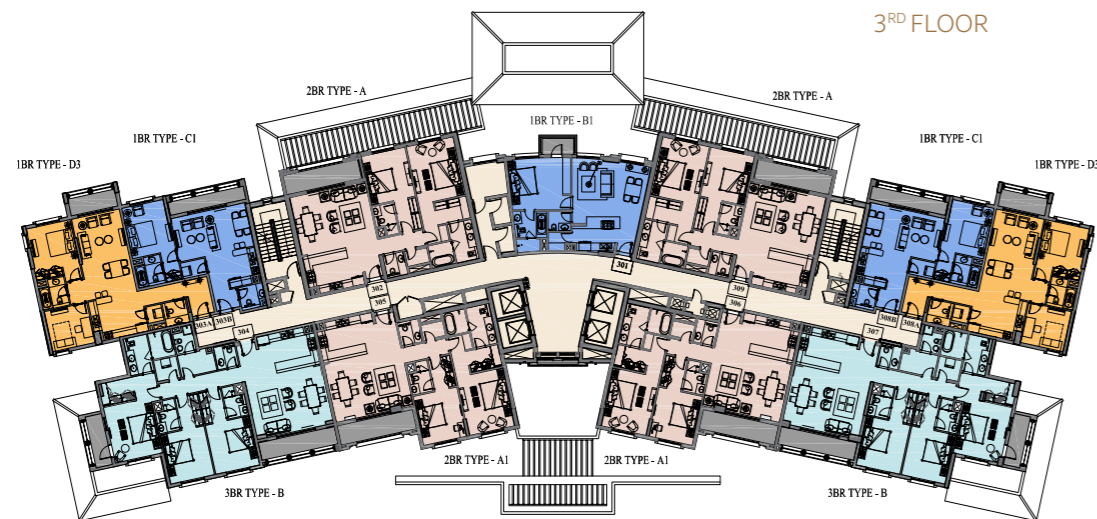 3RD FLOOR
2BR TYPE - A
2BR TYPE - A
1BR TYPE - B1
1BR TYPE - C1
1BR TYPE - C1
1BR TYPE - D3
1BR TYPE - D3
301
302
309
305
306
303A
303B
304
307
308B
308A
2BR TYPE - A1
2BR TYPE - A1
3BR TYPE - B
3BR TYPE - B